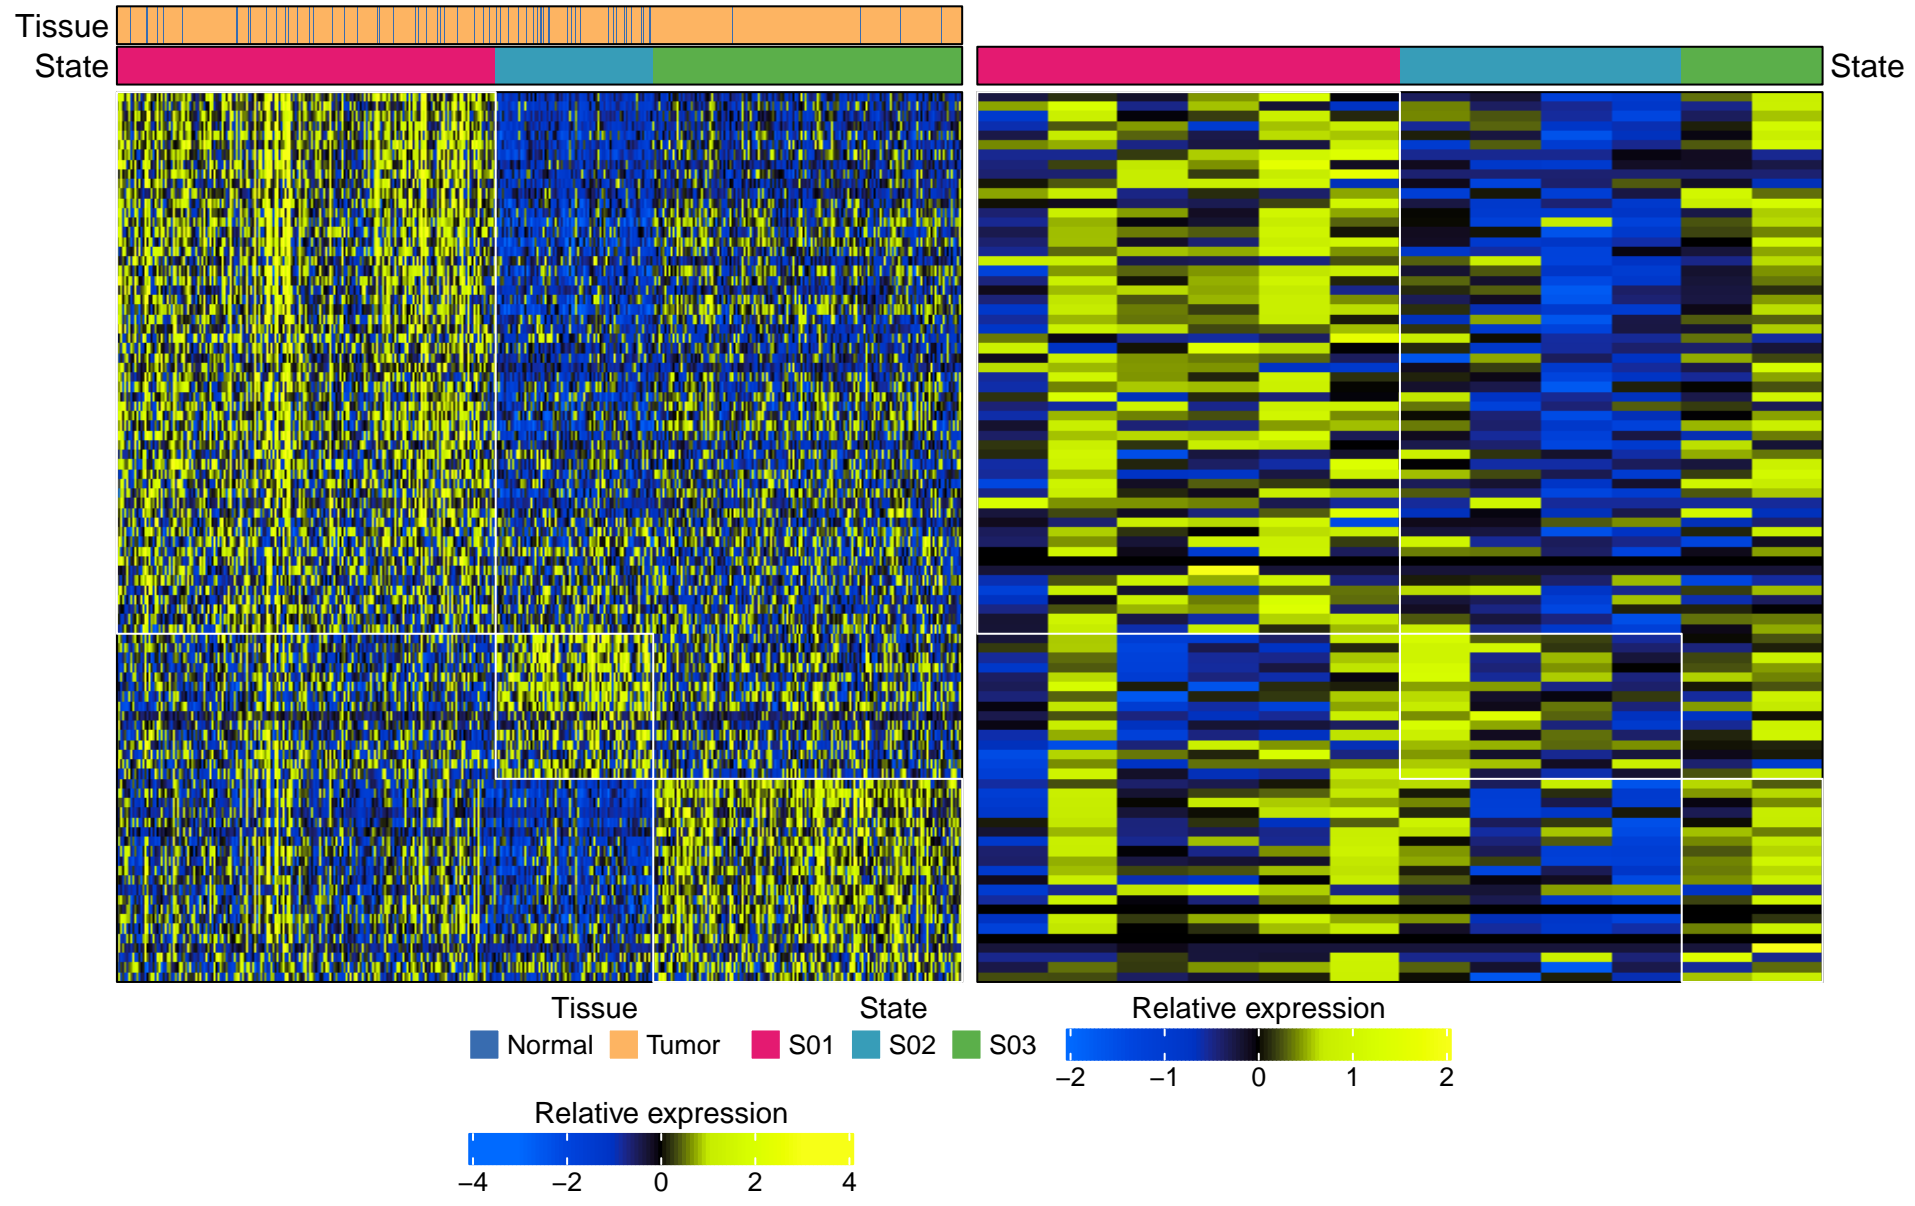 Tissue
State
State
Tissue State Relative expression
Normal Tumor S01 S02 S03
−2 −1 0 1 2
Relative expression
−4 −2 0 2 4